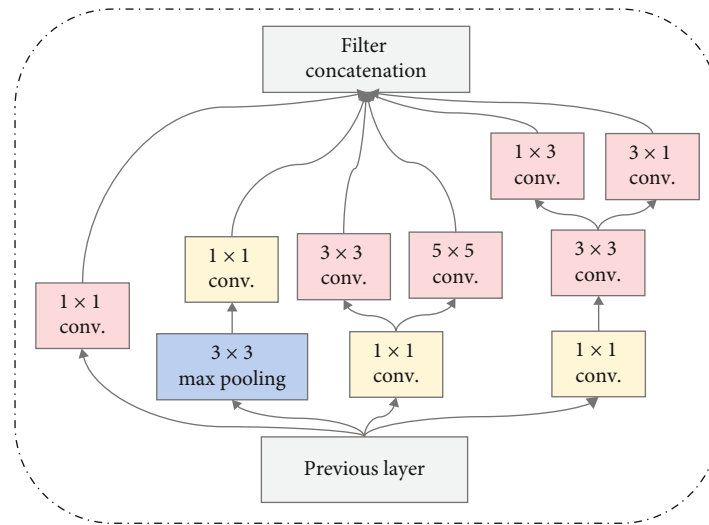 Filter
concatenation
1 × 3
conv.
3 × 1
conv.
1 × 1
conv.
3 × 3
conv.
5 × 5
conv.
3 × 3
conv.
1 × 1
conv.
3 × 3
max pooling
1 × 1
conv.
1 × 1
conv.
Previous layer